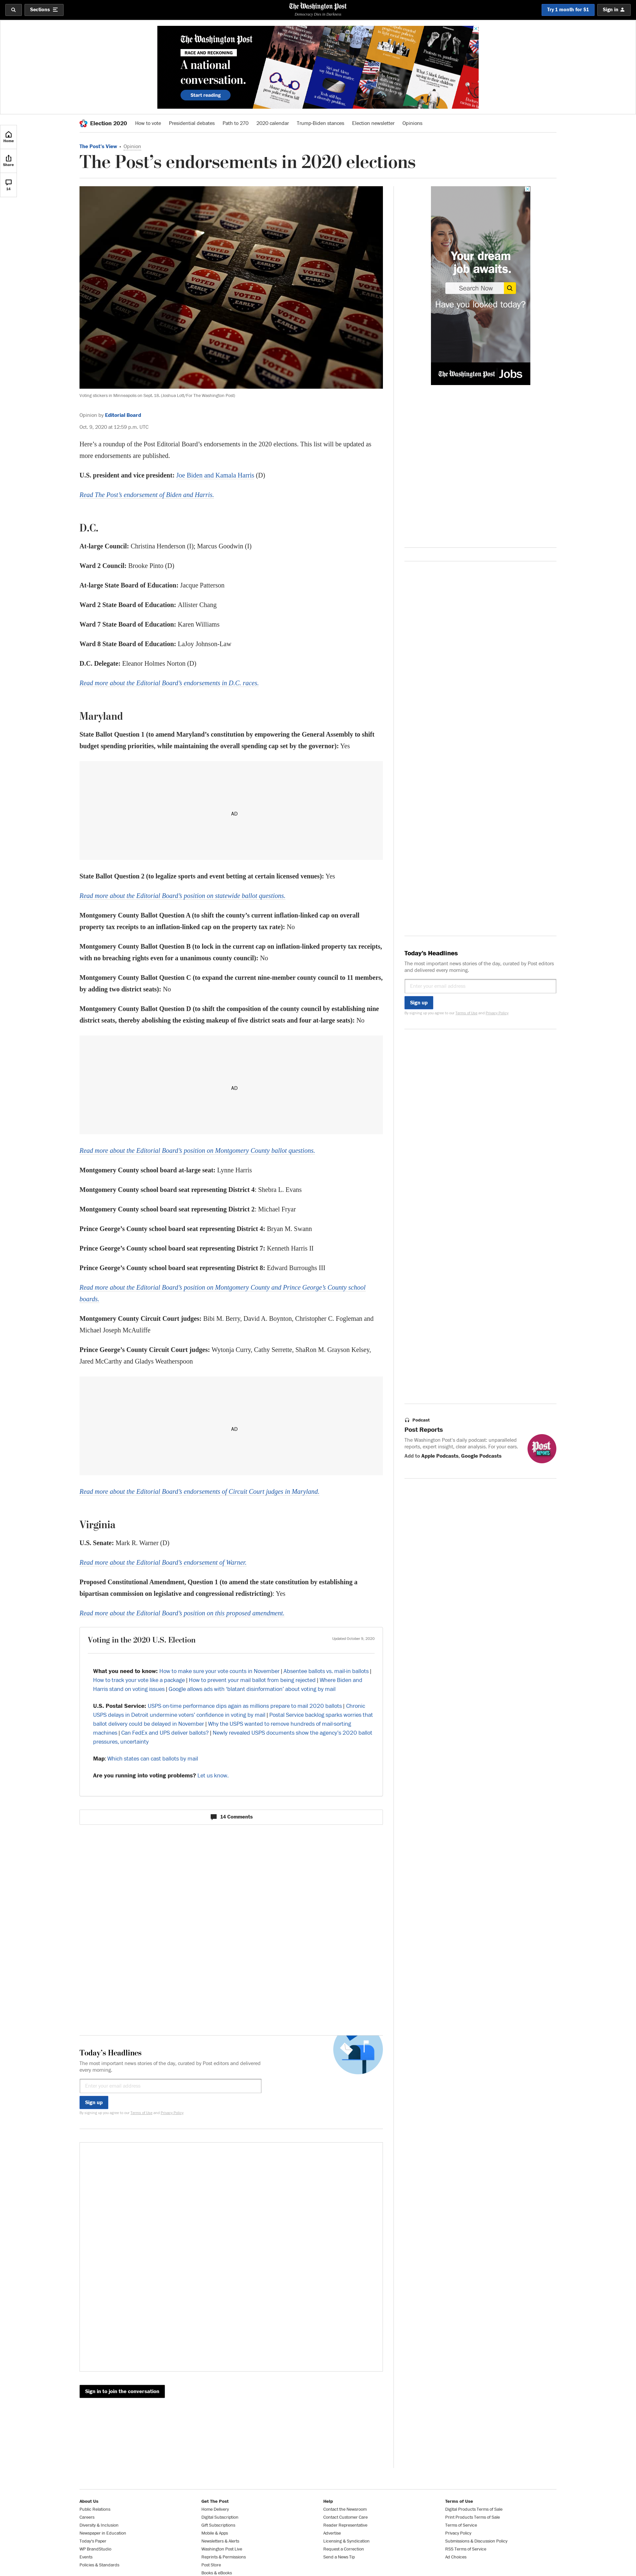 Sections
The Washington Post
Democracy Dies in Darkness
Try 1 month for $1
Sign in
The Washington Post
RACE AND RECKONING
A national
conversation.
Start reading
Home
Share
14
Election 2020
How to vote
Presidential debates
Path to 270
2020 calendar
Trump-Biden stances
Election newsletter
Opinions
The Post's View • Opinion
The Post’s endorsements in 2020 elections
Voting stickers in Minneapolis on Sept. 18. (Joshua Lott/For The Washington Post)
Opinion by Editorial Board
Oct. 9, 2020 at 12:59 p.m. UTC
Here’s a roundup of the Post Editorial Board’s endorsements in the 2020 elections. This list will be updated as
more endorsements are published.
U.S. president and vice president: Joe Biden and Kamala Harris (D)
Read The Post’s endorsement of Biden and Harris.
D.C.
At-large Council: Christina Henderson (I); Marcus Goodwin (I)
Ward 2 Council: Brooke Pinto (D)
At-large State Board of Education: Jacque Patterson
Ward 2 State Board of Education: Allister Chang
Ward 7 State Board of Education: Karen Williams
Ward 8 State Board of Education: LaJoy Johnson-Law
D.C. Delegate: Eleanor Holmes Norton (D)
Read more about the Editorial Board’s endorsements in D.C. races.
Maryland
State Ballot Question 1 (to amend Maryland’s constitution by empowering the General Assembly to shift
budget spending priorities, while maintaining the overall spending cap set by the governor): Yes
AD
State Ballot Question 2 (to legalize sports and event betting at certain licensed venues): Yes
Read more about the Editorial Board’s position on statewide ballot questions.
Montgomery County Ballot Question A (to shift the county’s current inflation-linked cap on overall
property tax receipts to an inflation-linked cap on the property tax rate): No
Montgomery County Ballot Question B (to lock in the current cap on inflation-linked property tax receipts,
with no breaching rights even for a unanimous county council): No
Montgomery County Ballot Question C (to expand the current nine-member county council to 11 members,
by adding two district seats): No
Montgomery County Ballot Question D (to shift the composition of the county council by establishing nine
district seats, thereby abolishing the existing makeup of five district seats and four at-large seats): No
AD
Read more about the Editorial Board’s position on Montgomery County ballot questions.
Montgomery County school board at-large seat: Lynne Harris
Montgomery County school board seat representing District 4: Shebra L. Evans
Montgomery County school board seat representing District 2: Michael Fryar
Prince George’s County school board seat representing District 4: Bryan M. Swann
Prince George’s County school board seat representing District 7: Kenneth Harris II
Prince George’s County school board seat representing District 8: Edward Burroughs III
Read more about the Editorial Board’s position on Montgomery County and Prince George’s County school
boards.
Montgomery County Circuit Court judges: Bibi M. Berry, David A. Boynton, Christopher C. Fogleman and
Michael Joseph McAuliffe
Prince George’s County Circuit Court judges: Wytonja Curry, Cathy Serrette, ShaRon M. Grayson Kelsey,
Jared McCarthy and Gladys Weatherspoon
AD
Read more about the Editorial Board’s endorsements of Circuit Court judges in Maryland.
Virginia
U.S. Senate: Mark R. Warner (D)
Read more about the Editorial Board’s endorsement of Warner.
Proposed Constitutional Amendment, Question 1 (to amend the state constitution by establishing a
bipartisan commission on legislative and congressional redistricting): Yes
Read more about the Editorial Board’s position on this proposed amendment.
Voting in the 2020 U.S. Election
Updated October 9, 2020
What you need to know: How to make sure your vote counts in November | Absentee ballots vs. mail-in ballots |
How to track your vote like a package | How to prevent your mail ballot from being rejected | Where Biden and
Harris stand on voting issues | Google allows ads with ‘blatant disinformation’ about voting by mail
U.S. Postal Service: USPS on-time performance dips again as millions prepare to mail 2020 ballots | Chronic
USPS delays in Detroit undermine voters’ confidence in voting by mail | Postal Service backlog sparks worries that
ballot delivery could be delayed in November | Why the USPS wanted to remove hundreds of mail-sorting
machines | Can FedEx and UPS deliver ballots? | Newly revealed USPS documents show the agency’s 2020 ballot
pressures, uncertainty
Map: Which states can cast ballots by mail
Are you running into voting problems? Let us know.
14 Comments
Today’s Headlines
The most important news stories of the day, curated by Post editors and delivered
every morning.
Enter your email address
Sign up
By signing up you agree to our Terms of Use and Privacy Policy
Sign in to join the conversation
Your dream
job awaits.
Search Now
Have you looked today?
The Washington Post Jobs
Today’s Headlines
The most important news stories of the day, curated by Post editors
and delivered every morning.
Enter your email address
Sign up
By signing up you agree to our Terms of Use and Privacy Policy
Podcast
Post Reports
The Washington Post’s daily podcast: unparalleled
reports, expert insight, clear analysis. For your ears.
Add to Apple Podcasts, Google Podcasts
Post
REPORTS
About Us
Public Relations
Careers
Diversity & Inclusion
Newspaper in Education
Today's Paper
WP BrandStudio
Events
Policies & Standards
Get The Post
Home Delivery
Digital Subscription
Gift Subscriptions
Mobile & Apps
Newsletters & Alerts
Washington Post Live
Reprints & Permissions
Post Store
Books & eBooks
Help
Contact the Newsroom
Contact Customer Care
Reader Representative
Advertise
Licensing & Syndication
Request a Correction
Send a News Tip
Terms of Use
Digital Products Terms of Sale
Print Products Terms of Sale
Terms of Service
Privacy Policy
Submissions & Discussion Policy
RSS Terms of Service
Ad Choices